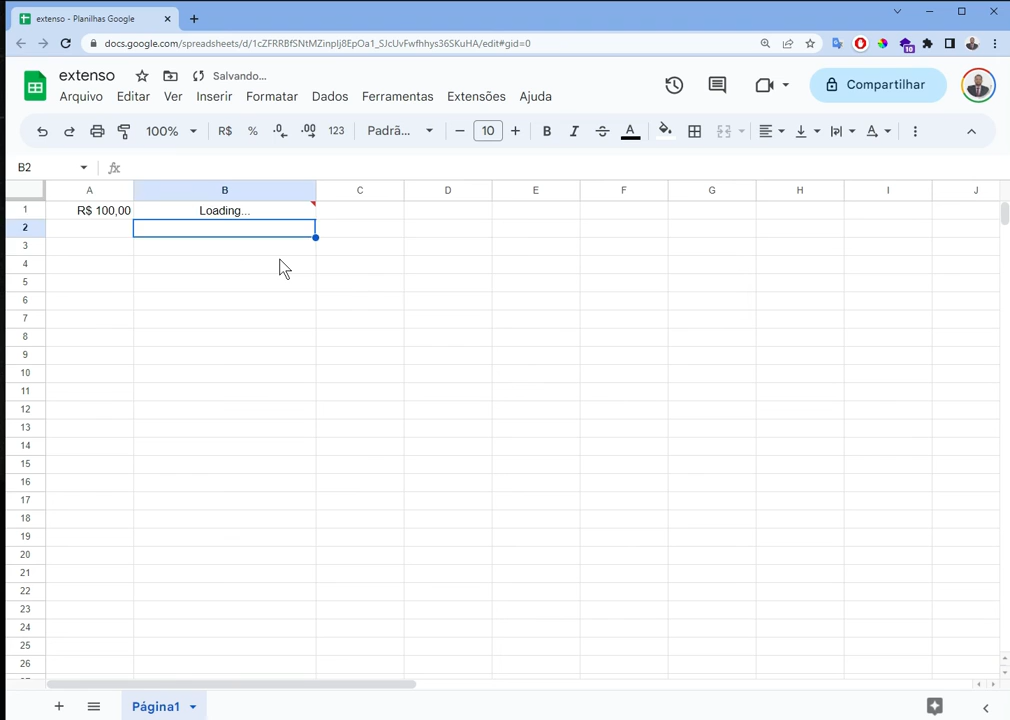 extenso - Planilhas Google
docs.google.com/spreadsheets/d/1cZFRRBfSNtMZinpIj8EpOa1_SJcUvFwfhhys36SKuHA/edit#gid=0
10
extenso
Salvando...
Arquivo Editar Ver Inserir Formatar Dados Ferramentas Extensões Ajuda
Compartilhar
100% R$ % .0 .00 123 Padrã... 10 B I S A A
B2 fx
A B C D E F G H I J
1 R$ 100,00 Loading...
2
3
4
5
6
7
8
9
10
11
12
13
14
15
16
17
18
19
20
21
22
23
24
25
26
Página1